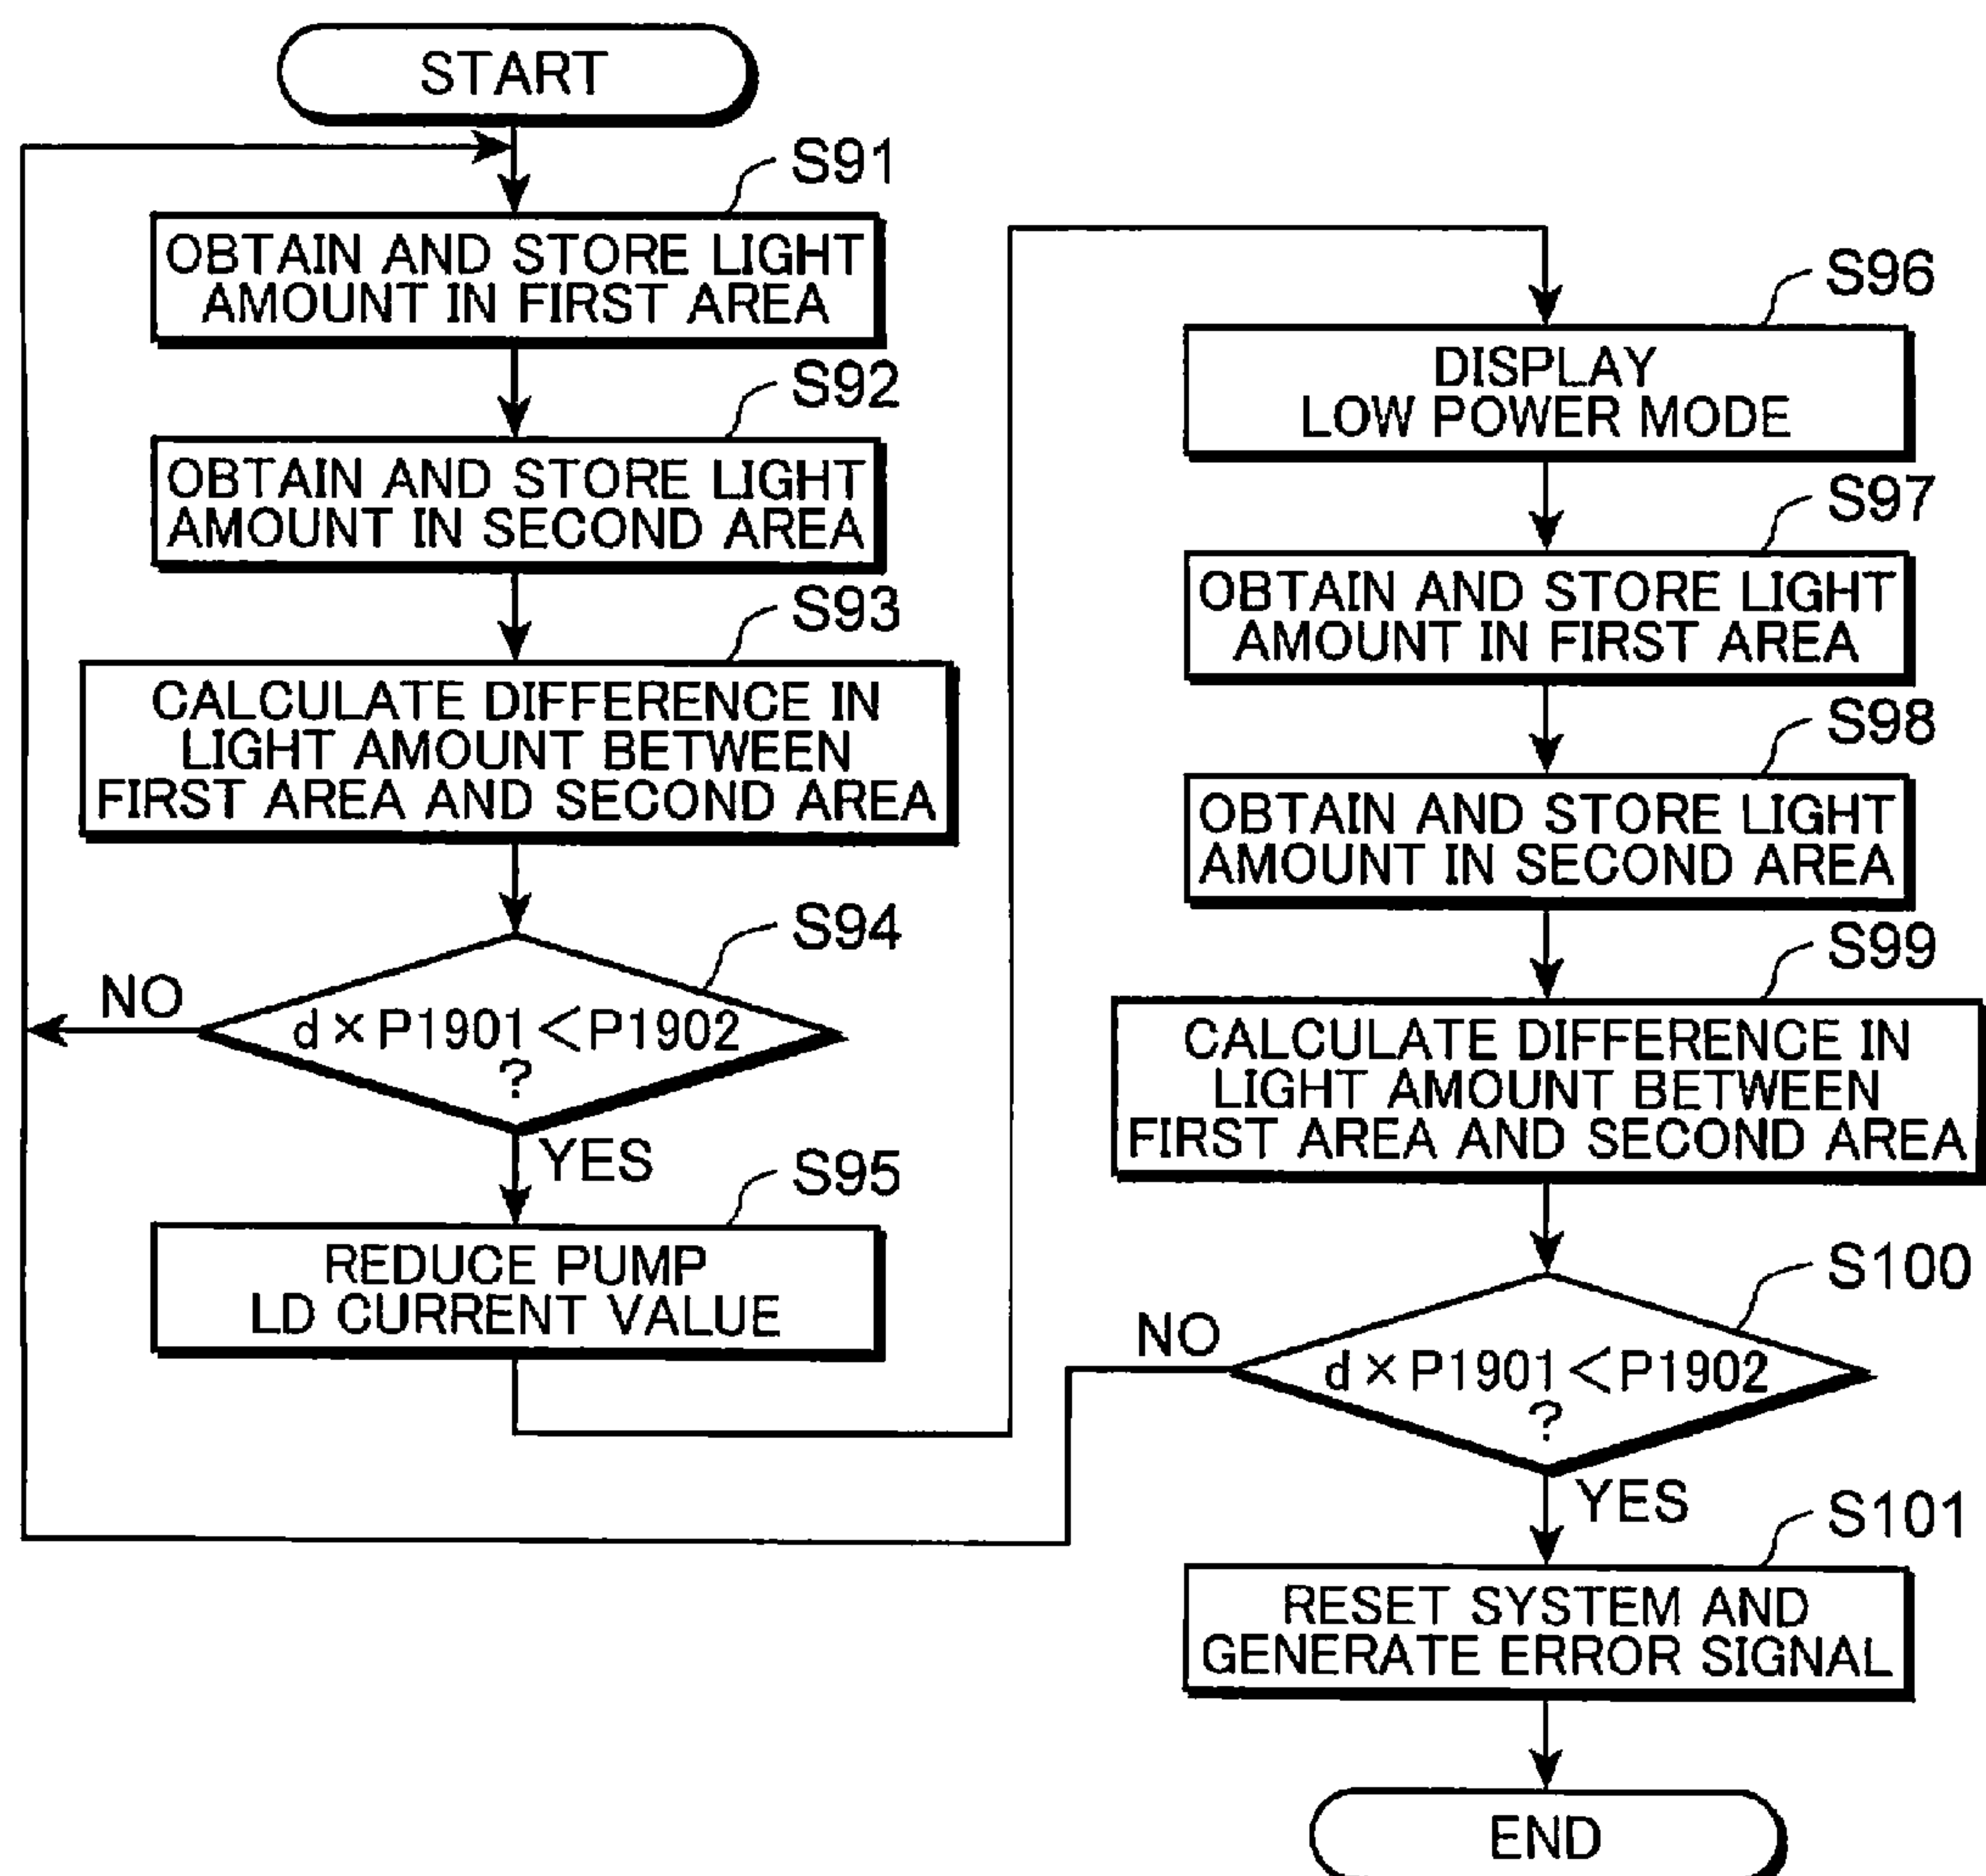 START
S91
OBTAIN AND STORE LIGHT
AMOUNT IN FIRST AREA
S92
OBTAIN AND STORE LIGHT
AMOUNT IN SECOND AREA
S93
CALCULATE DIFFERENCE IN
LIGHT AMOUNT BETWEEN
FIRST AREA AND SECOND AREA
S94
NO
d×P1901<P1902
?
YES
S95
REDUCE PUMP
LD CURRENT VALUE
S96
DISPLAY
LOW POWER MODE
S97
OBTAIN AND STORE LIGHT
AMOUNT IN FIRST AREA
S98
OBTAIN AND STORE LIGHT
AMOUNT IN SECOND AREA
S99
CALCULATE DIFFERENCE IN
LIGHT AMOUNT BETWEEN
FIRST AREA AND SECOND AREA
S100
NO
d×P1901<P1902
?
YES
S101
RESET SYSTEM AND
GENERATE ERROR SIGNAL
END